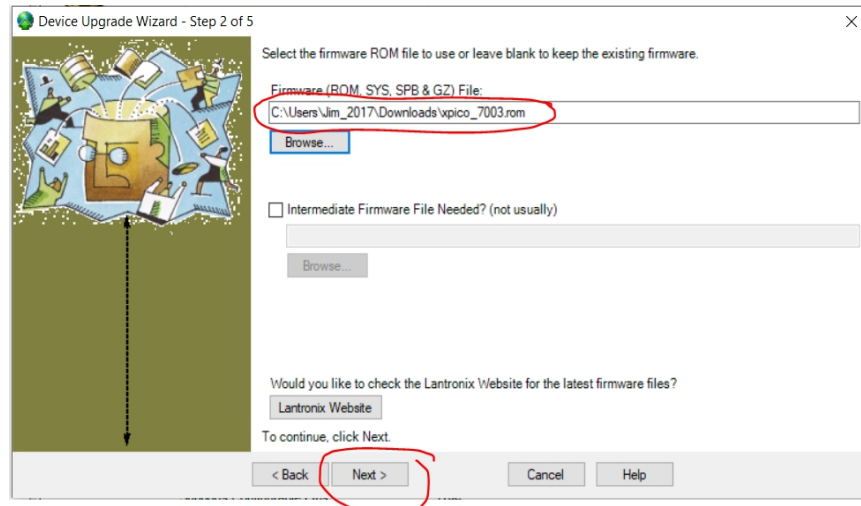 Device Upgrade Wizard - Step 2 of 5
Select the firmware ROM file to use or leave blank to keep the existing firmware.
Firmware (ROM, SYS, SPB & GZ) File:
C:\Users\Jim_2017\Downloads\xpico_7003.rom
Browse...
Intermediate Firmware File Needed? (not usually)
Browse...
Would you like to check the Lantronix Website for the latest firmware files?
Lantronix Website
To continue, click Next.
< Back Next > Cancel Help